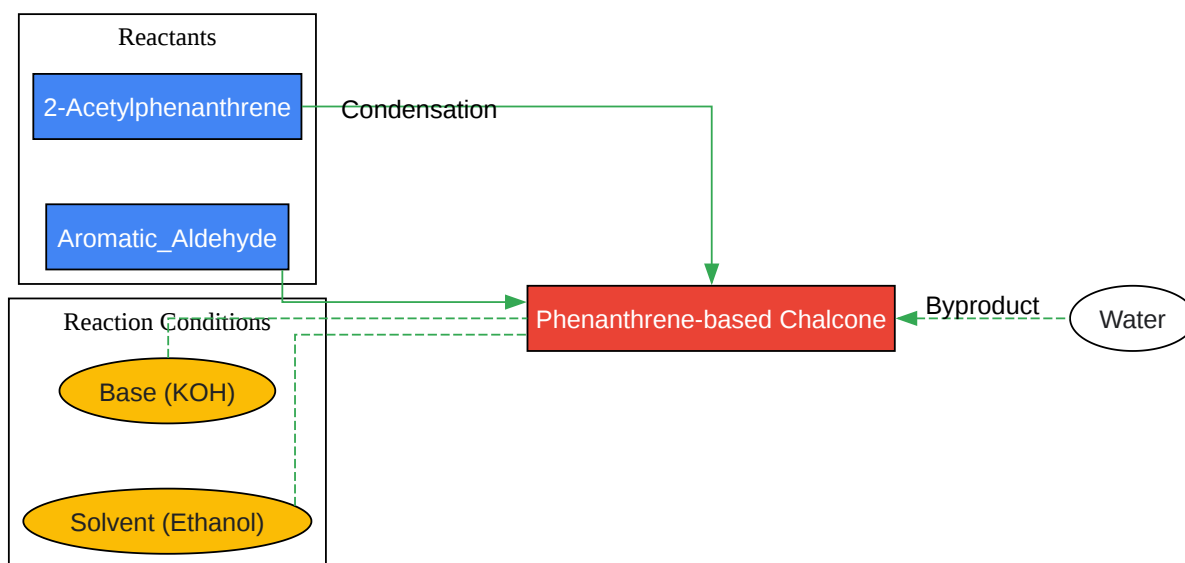 Reactants
2-Acetylphenanthrene
Condensation
Aromatic_Aldehyde
Reaction Conditions
Base (KOH)
Solvent (Ethanol)
Phenanthrene-based Chalcone
Byproduct
Water